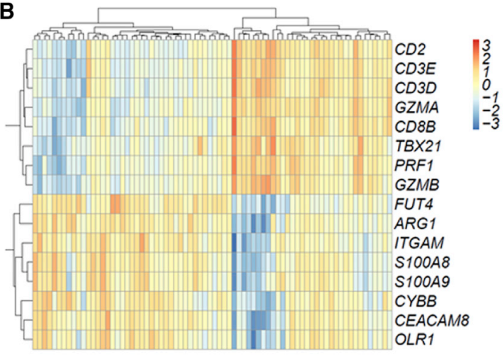 B
CD2
CD3E
CD3D
GZMA
CD8B
TBX21
PRF1
GZMB
FUT4
ARG1
ITGAM
S100A8
S100A9
CYBB
CEACAM8
OLR1
3
2
1
0
−1
−2
−3